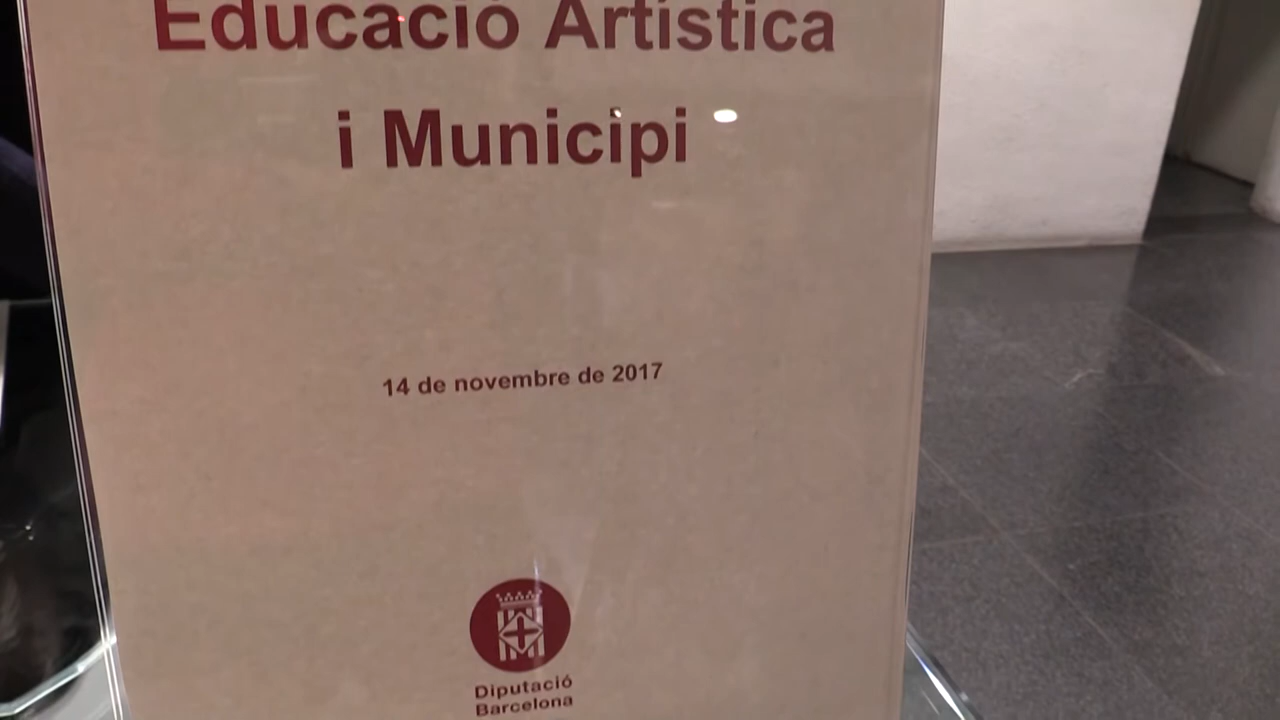 Educació Artística
i Municipi
14 de novembre de 2017
Diputació
Barcelona